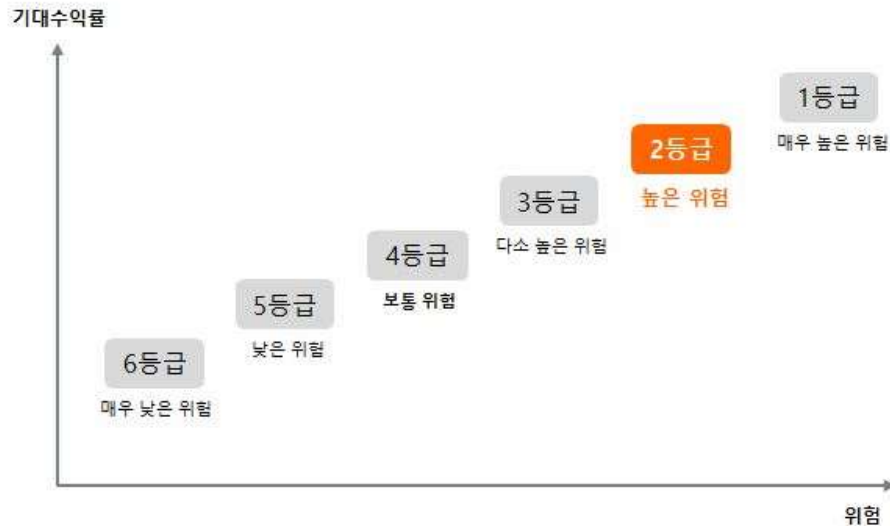 기대수익률
1등급
매우 높은 위험
2등급
높은 위험
3등급
다소 높은 위험
4등급
보통 위험
5등급
낮은 위험
6등급
매우 낮은 위험
위험